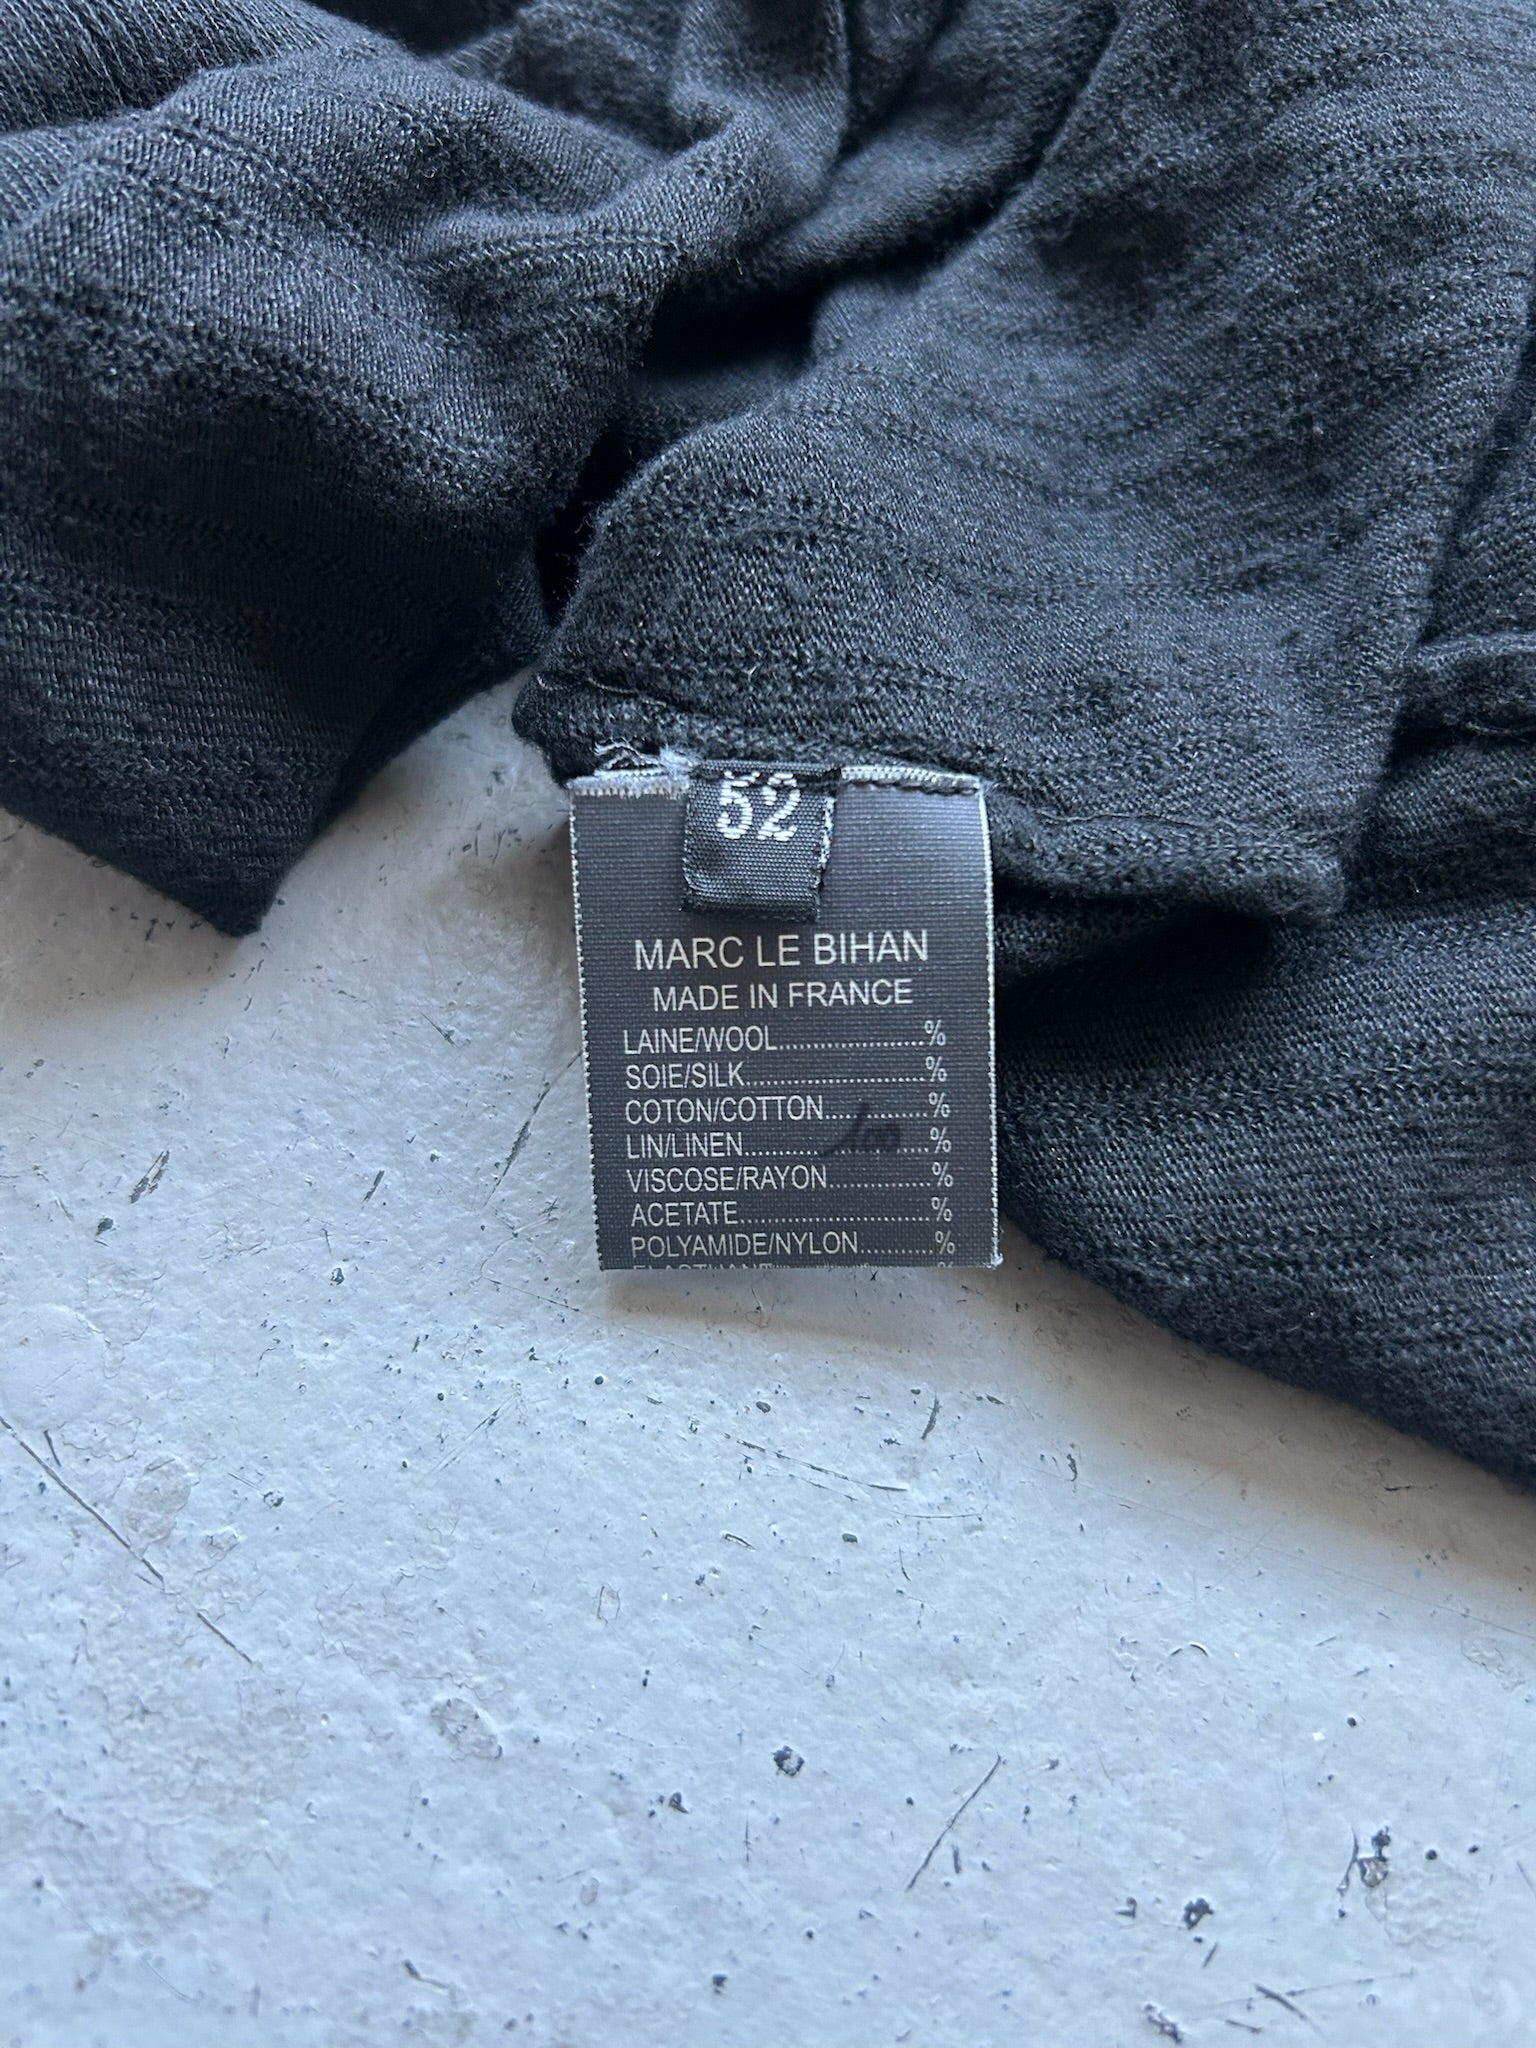 52
MARC LE BIHAN
MADE IN FRANCE
LAINE/WOOL.....................%
SOIE/SILK..........................%
COTON/COTTON...............%
LIN/LINEN........... 100 .....%
VISCOSE/RAYON...............%
ACETATE............................%
POLYAMIDE/NYLON...........%